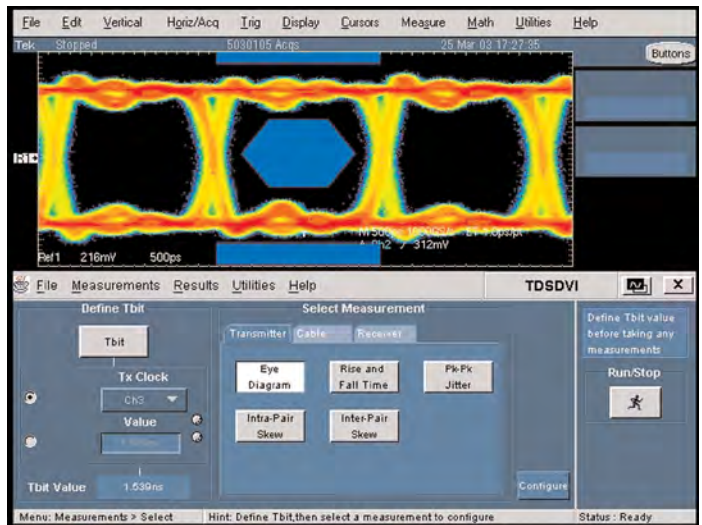 File Edit Vertical Horiz/Acq Trig Display Cursors Measure Math Utilities Help
Tek Stopped 5030105 Acqs 25 Mar 03 17:27:35
Buttons
Ref1 216mV 500ps
Ch2 / 312mV
File Measurements Results Utilities Help TDSDVI X
Define Tbit
Select Measurement
Define Tbit value
before taking any
measurements
Tbit
Transmitter Cable Receiver
Eye
Diagram
Rise and
Fall Time
Pk-Pk
Jitter
Run/Stop
Tx Clock
Ch3
Value
Intra-Pair
Skew
Inter-Pair
Skew
Tbit Value 1.539ns
Configure
Menu: Measurements > Select Hint: Define Tbit,then select a measurement to configure Status : Ready